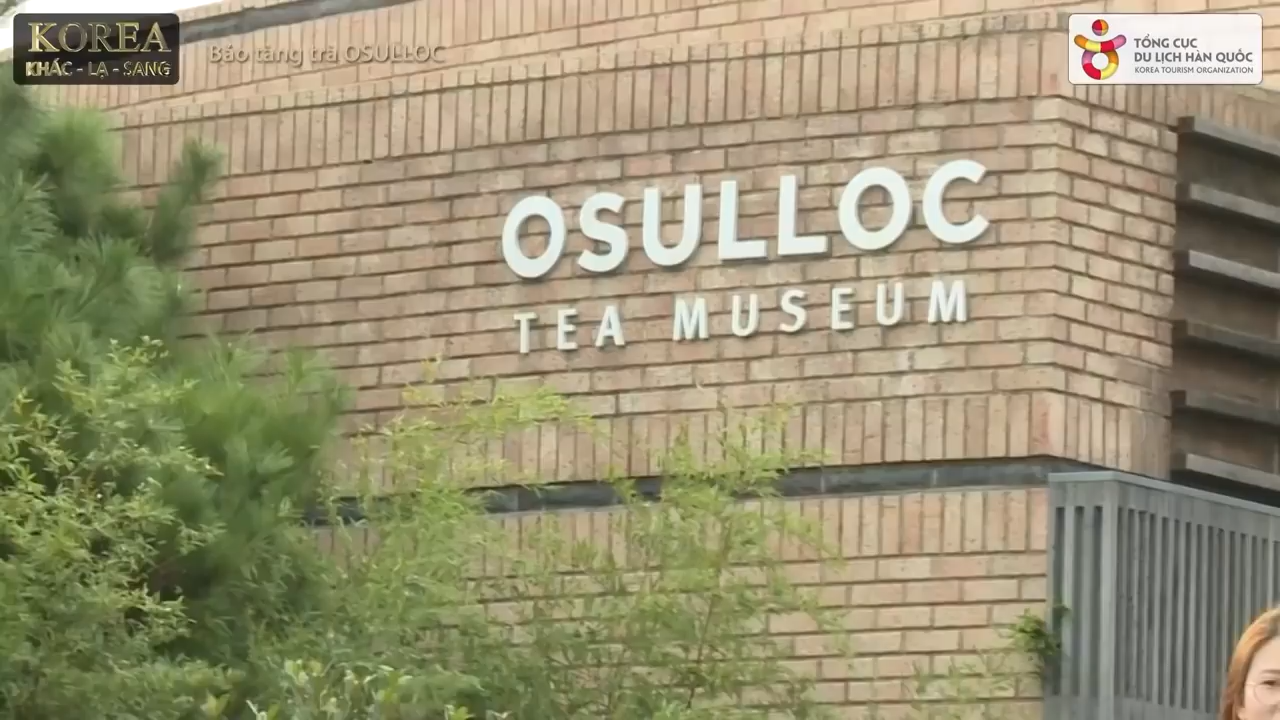 KOREA
KHÁC - LẠ - SANG
Bảo tàng trà OSULLOC
TỔNG CỤC
DU LỊCH HÀN QUỐC
KOREA TOURISM ORGANIZATION
OSULLOC
TEA MUSEUM